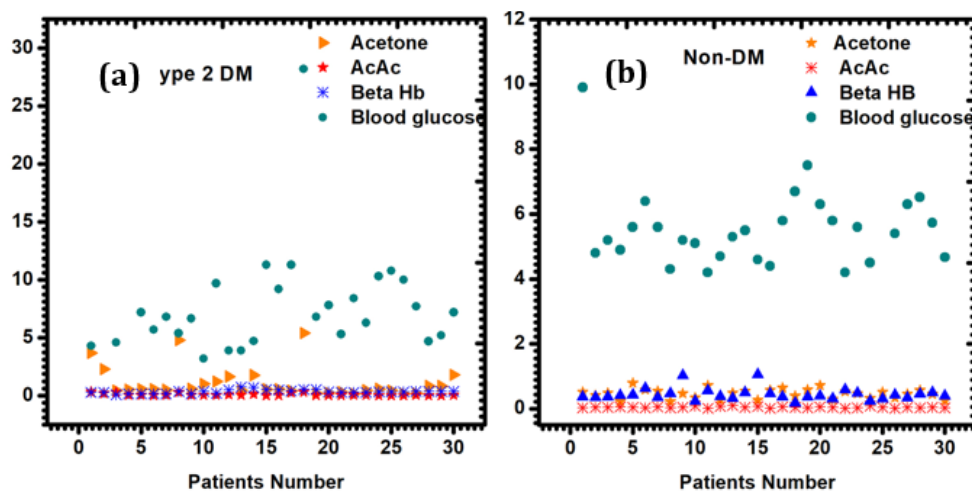 (a)
ype 2 DM
Acetone
AcAc
Beta Hb
Blood glucose
30
25
20
15
10
5
0
0 5 10 15 20 25 30
Patients Number
(b)
Non-DM
Acetone
AcAc
Beta HB
Blood glucose
12
10
8
6
4
2
0
0 5 10 15 20 25 30
Patients Number